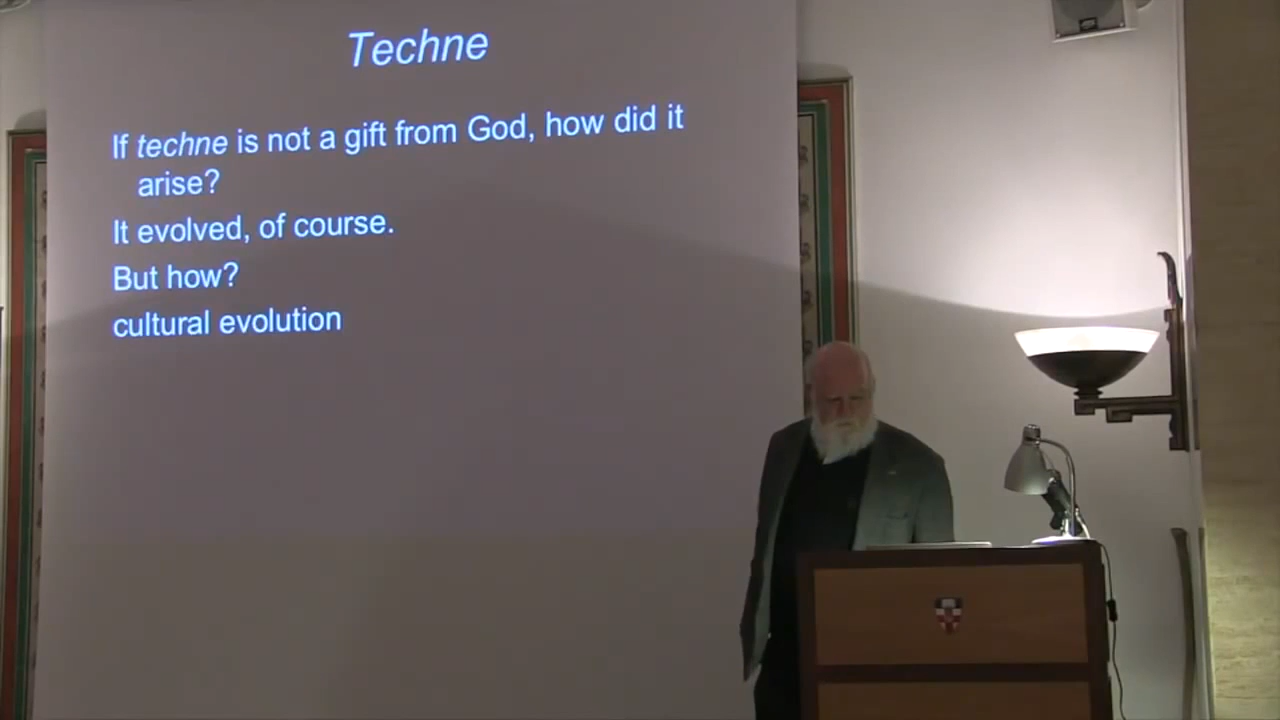 Techne
If techne is not a gift from God, how did it
arise?
It evolved, of course.
But how?
cultural evolution